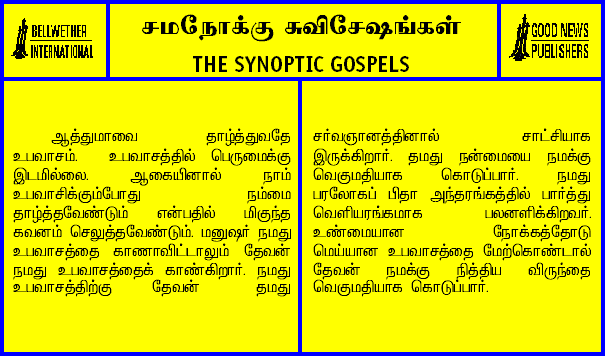 BELLWETHER
INTERNATIONAL
சமநோக்கு சுவிசேஷங்கள்
THE SYNOPTIC GOSPELS
GOOD NEWS
PUBLISHERS
ஆத்துமாவை தாழ்த்துவதே
உபவாசம். உபவாசத்தில் பெருமைக்கு
இடமில்லை. ஆகையினால் நாம்
உபவாசிக்கும்போது நம்மை
தாழ்த்தவேண்டும் என்பதில் மிகுந்த
கவனம் செலுத்தவேண்டும். மனுஷர் நமது
உபவாசத்தை காணாவிட்டாலும் தேவன்
நமது உபவாசத்தைக் காண்கிறார். நமது
உபவாசத்திற்கு தேவன் தமது
சர்வஞானத்தினால் சாட்சியாக
இருக்கிறார். தமது நன்மையை நமக்கு
வெகுமதியாக கொடுப்பார். நமது
பரலோகப் பிதா அந்தரங்கத்தில் பார்த்து
வெளியரங்கமாக பலனளிக்கிறவர்.
உண்மையான நோக்கத்தோடு
மெய்யான உபவாசத்தை மேற்கொண்டால்
தேவன் நமக்கு நித்திய விருந்தை
வெகுமதியாக கொடுப்பார்.